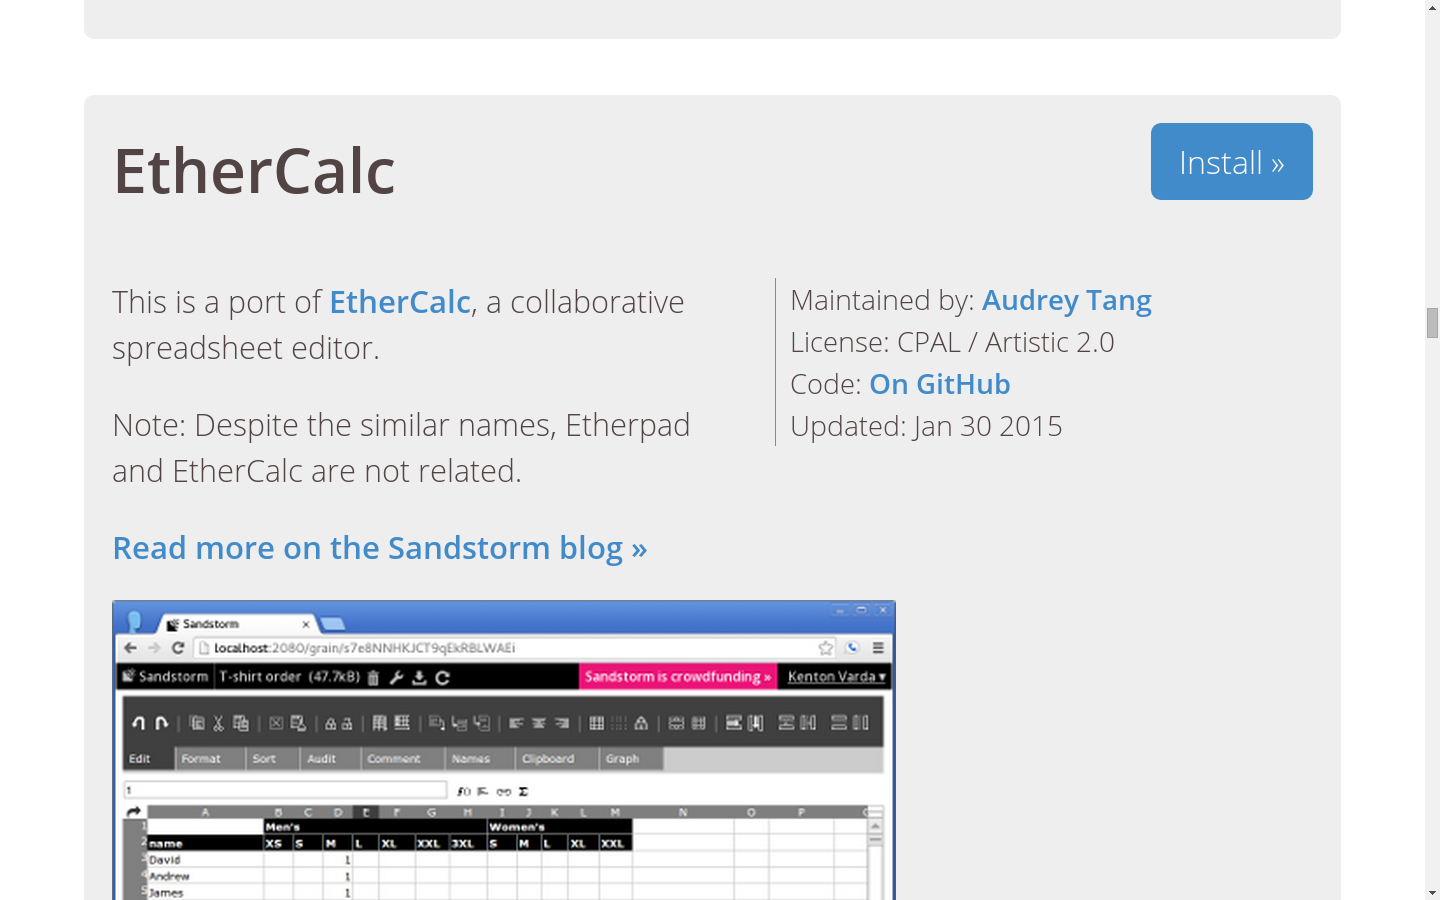 EtherCalc
Install »
This is a port of EtherCalc, a collaborative
spreadsheet editor.
Note: Despite the similar names, Etherpad
and EtherCalc are not related.
Read more on the Sandstorm blog »
Maintained by: Audrey Tang
License: CPAL / Artistic 2.0
Code: On GitHub
Updated: Jan 30 2015
Sandstorm
localhost:2080/grain/s7e8NNHKJCT9qEkRBLWAEi
Sandstorm T-shirt order (47.7kB) Sandstorm is crowdfunding » Kenton Varda ▾
Edit Format Sort Audit Comment Names Clipboard Graph
1
A B C D E F G H I J K L M N O P
1 Men's Women's
2 name XS S M L XL XXL 3XL S M L XL XXL
3 David 1
4 Andrew 1
5 James 1